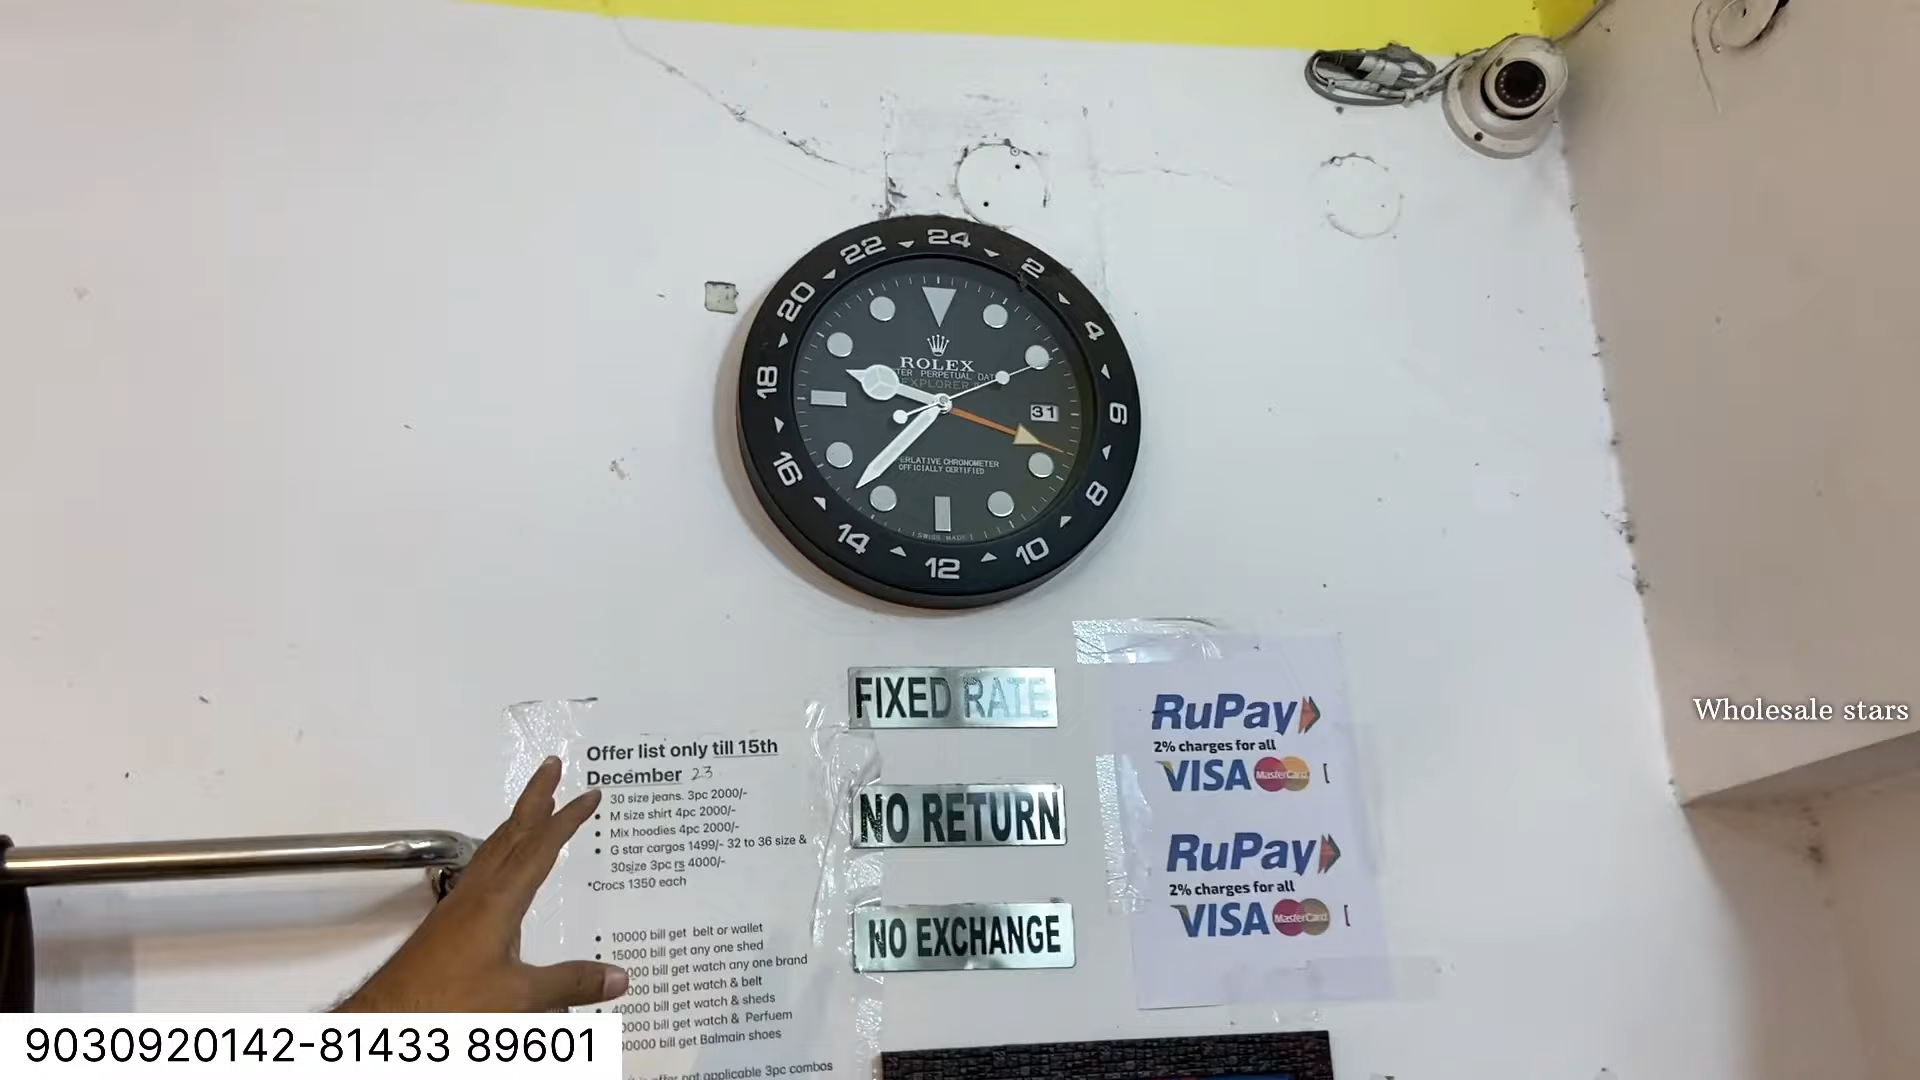 24
22
2
20
4
18
6
16
8
14
10
12
ROLEX
PERPETUAL
EXPLORER
31
CHRONOMETER
OFFICIALLY CERTIFIED
SWISS MADE
FIXED RATE
NO RETURN
NO EXCHANGE
RuPay
2% charges for all
VISA MasterCard [
RuPay
2% charges for all
VISA MasterCard [
Wholesale stars
Offer list only till 15th
December 23
30 size jeans. 3pc 2000/-
• M size shirt 4pc 2000/-
• Mix hoodies 4pc 2000/-
• G star cargos 1499/- 32 to 36 size &
30size 3pc rs 4000/-
*Crocs 1350 each
• 10000 bill get belt or wallet
• 15000 bill get any one shed
bill get watch any one brand
bill get watch & belt
40000 bill get watch & sheds
bill get watch & Perfuem
bill get Balmain shoes
offer not applicable 3pc combos
9030920142-81433 89601